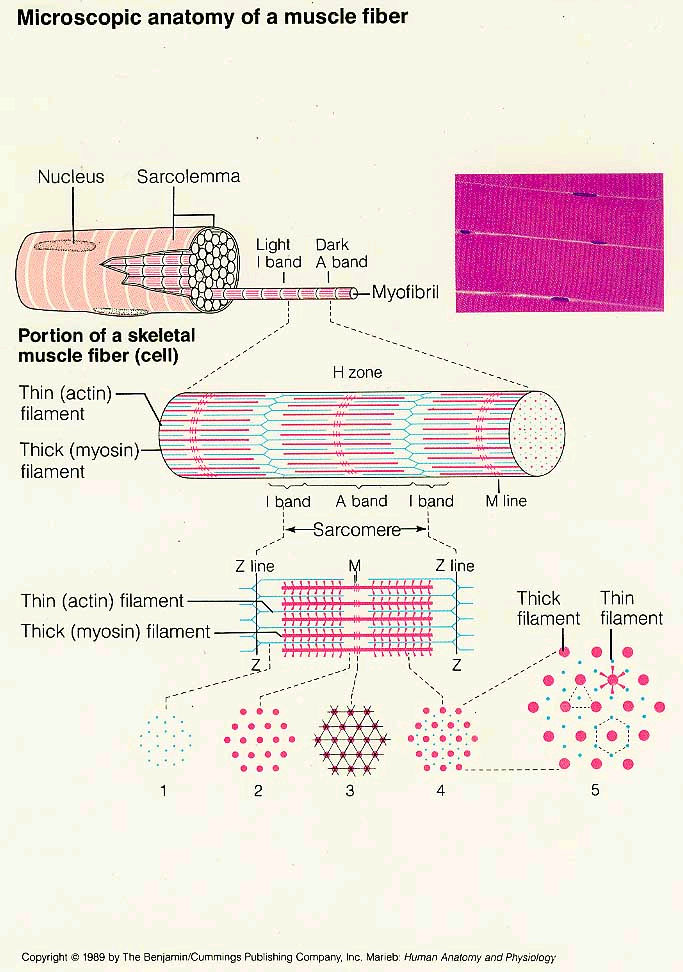 Microscopic anatomy of a muscle fiber
Nucleus
Sarcolemma
Light
I band
Dark
A band
Myofibril
Portion of a skeletal
muscle fiber (cell)
H zone
Thin (actin)
filament
Thick (myosin)
filament
I band
A band
I band
M line
Sarcomere
Z line
M
Z line
Thin (actin) filament
Thick (myosin) filament
Z
Z
Thick
filament
Thin
filament
1
2
3
4
5
Copyright © 1989 by The Benjamin/Cummings Publishing Company, Inc. Marieb: Human Anatomy and Physiology